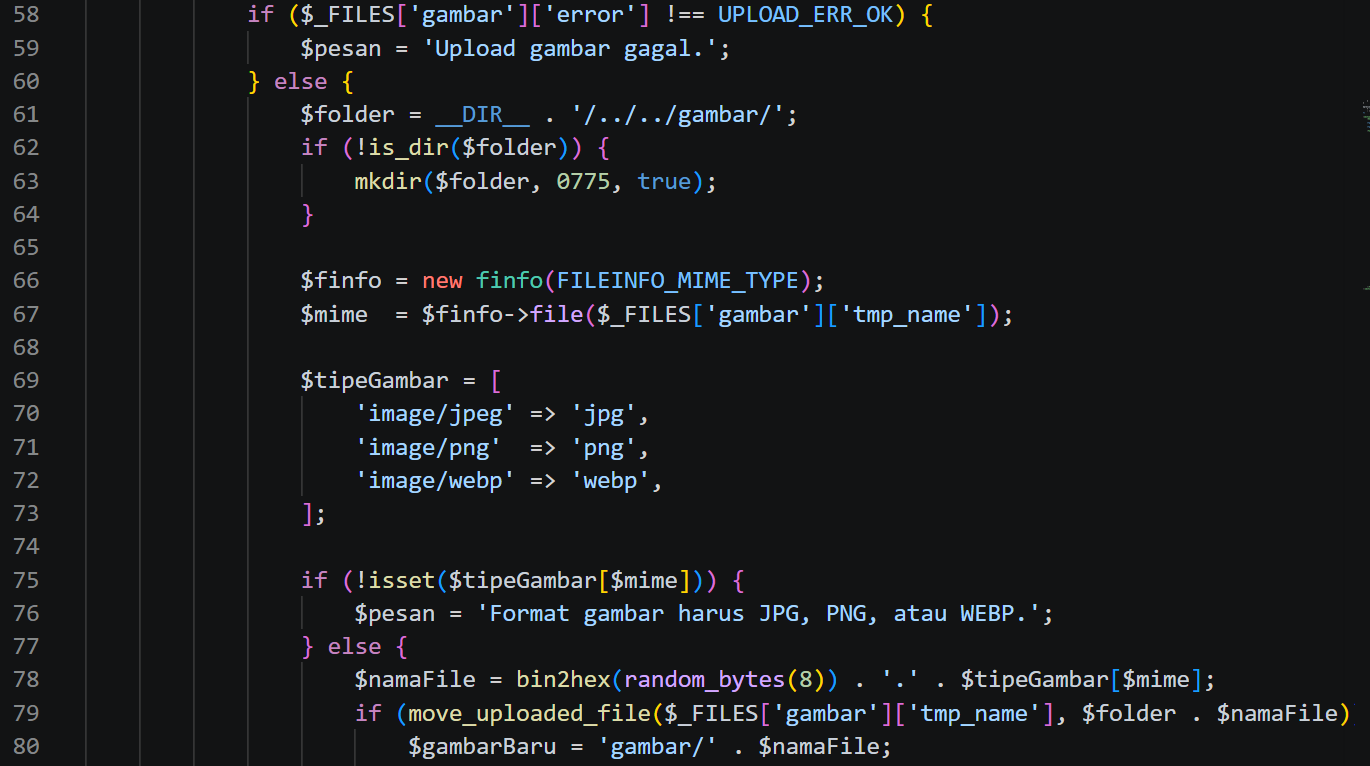 58 if ($_FILES['gambar']['error'] !== UPLOAD_ERR_OK) {
59 $pesan = 'Upload gambar gagal.';
60 } else {
61 $folder = __DIR__ . '/../../gambar/';
62 if (!is_dir($folder)) {
63 mkdir($folder, 0775, true);
64 }
65
66 $finfo = new finfo(FILEINFO_MIME_TYPE);
67 $mime  = $finfo->file($_FILES['gambar']['tmp_name']);
68
69 $tipeGambar = [
70 'image/jpeg' => 'jpg',
71 'image/png'  => 'png',
72 'image/webp' => 'webp',
73 ];
74
75 if (!isset($tipeGambar[$mime])) {
76 $pesan = 'Format gambar harus JPG, PNG, atau WEBP.';
77 } else {
78 $namaFile = bin2hex(random_bytes(8)) . '.' . $tipeGambar[$mime];
79 if (move_uploaded_file($_FILES['gambar']['tmp_name'], $folder . $namaFile)
80 $gambarBaru = 'gambar/' . $namaFile;